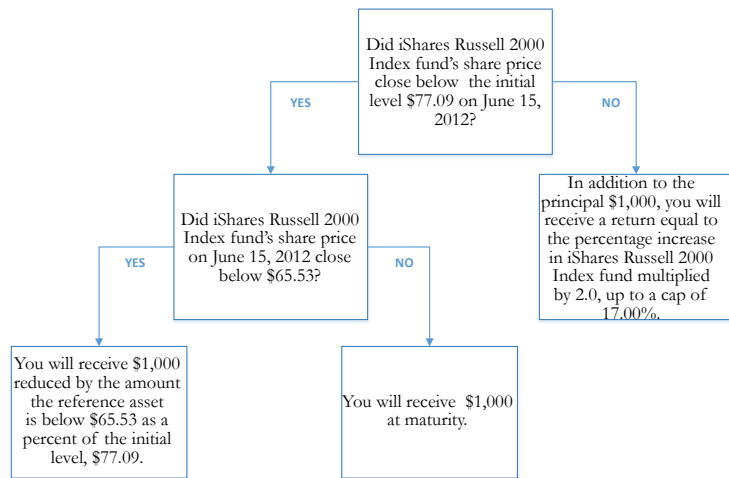 Did iShares Russell 2000
Index fund's share price
close below the initial
level $77.09 on June 15,
2012?
YES
NO
Did iShares Russell 2000
Index fund's share price
on June 15, 2012 close
below $65.53?
In addition to the
principal $1,000, you will
receive a return equal to
the percentage increase
in iShares Russell 2000
Index fund multiplied
by 2.0, up to a cap of
17.00%.
YES
NO
You will receive $1,000
reduced by the amount
the reference asset
is below $65.53 as a
percent of the initial
level, $77.09.
You will receive $1,000
at maturity.